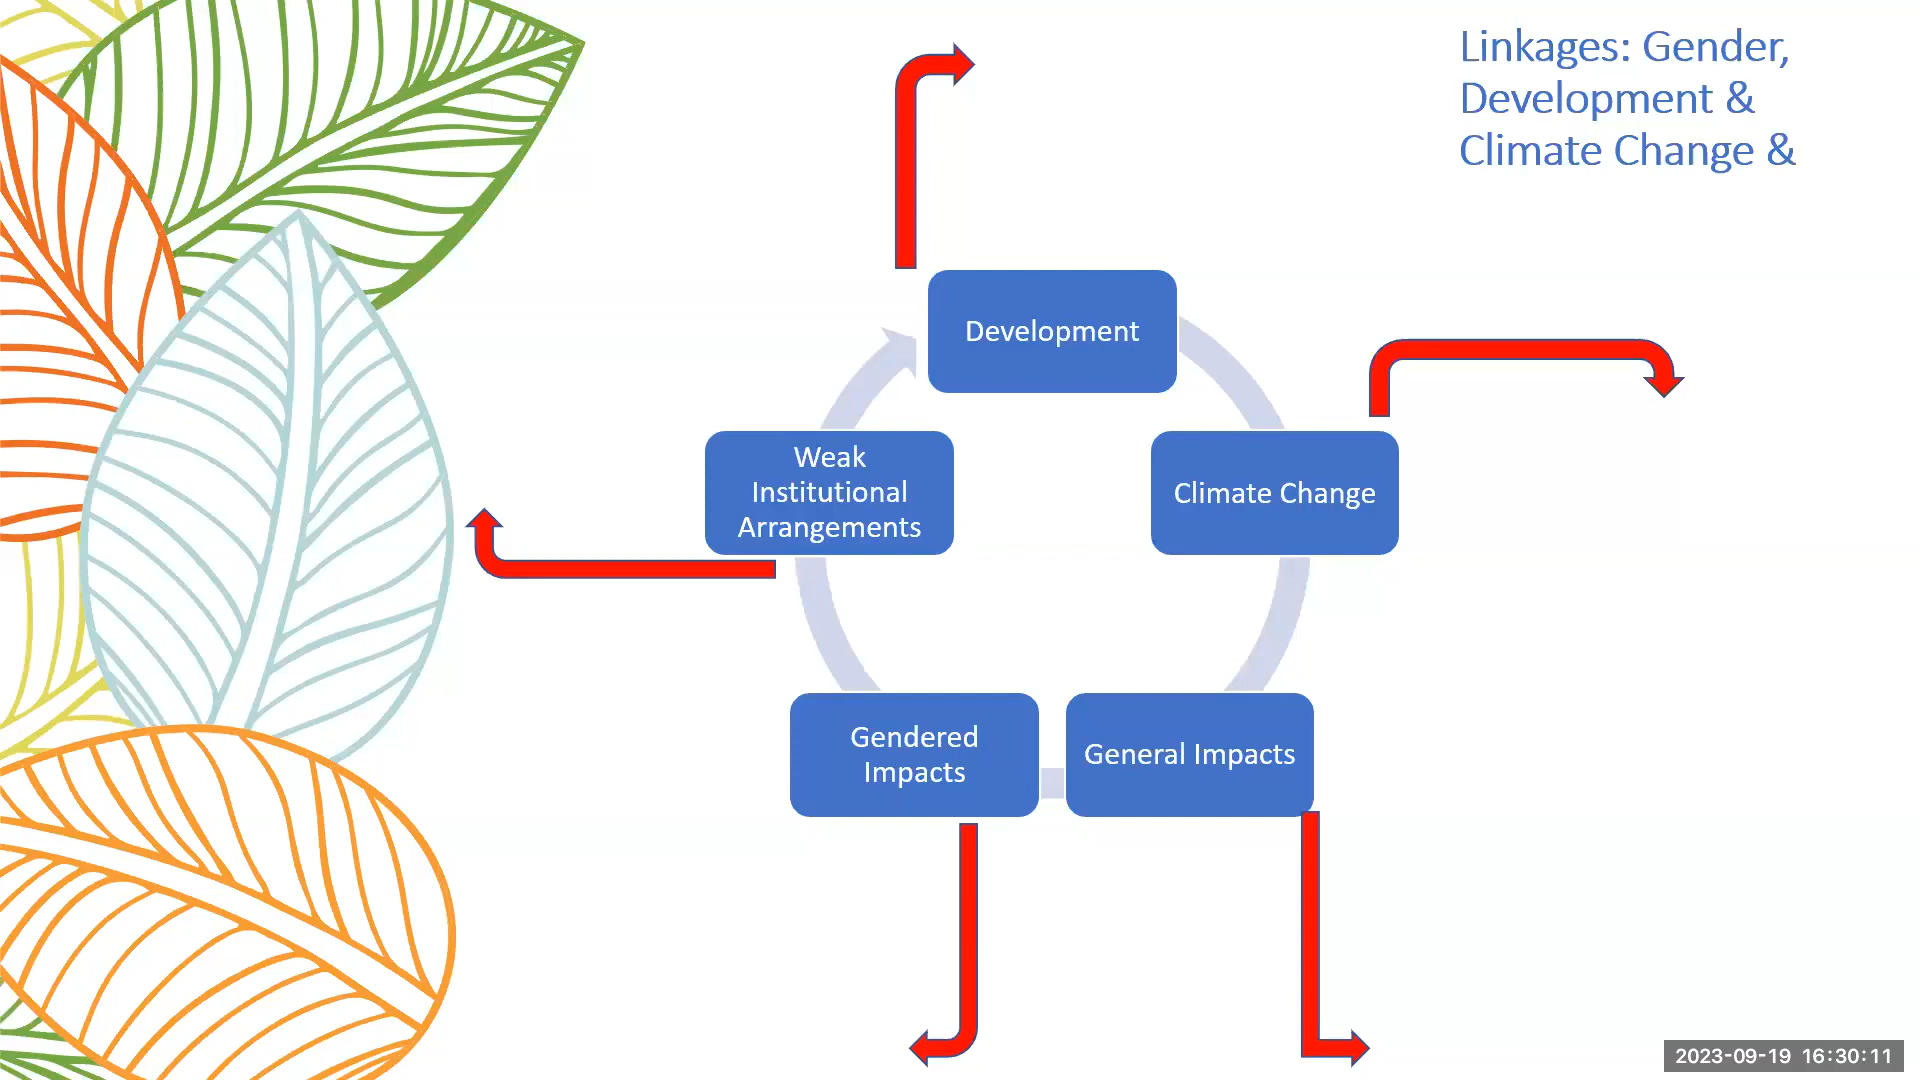 Linkages: Gender,
Development &
Climate Change &
Development
Weak
Institutional
Arrangements
Climate Change
Gendered
Impacts
General Impacts
2023-09-19 16:30:11